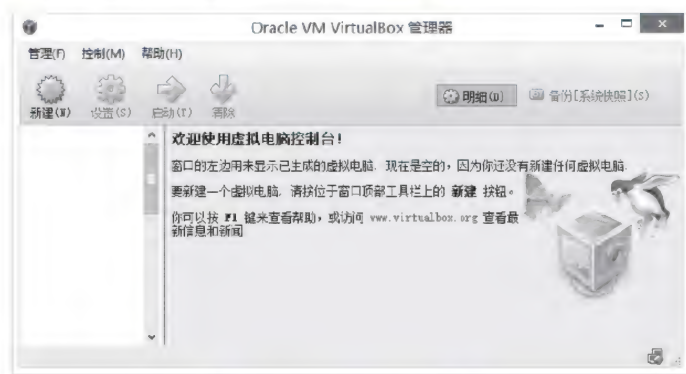 Oracle VM VirtualBox 管理器
管理(F) 控制(M) 帮助(H)
新建(N) 设置(S) 启动(T) 清除 明细(D) 备份[系统快照](S)
欢迎使用虚拟电脑控制台!
窗口的左边用来显示已生成的虚拟电脑. 现在是空的,因为你还没有新建任何虚拟电脑.
要新建一个虚拟电脑. 请按位于窗口顶部工具栏上的 新建 按钮。
你可以按 F1 键来查看帮助,或访问 www.virtualbox.org 查看最
新信息和新闻